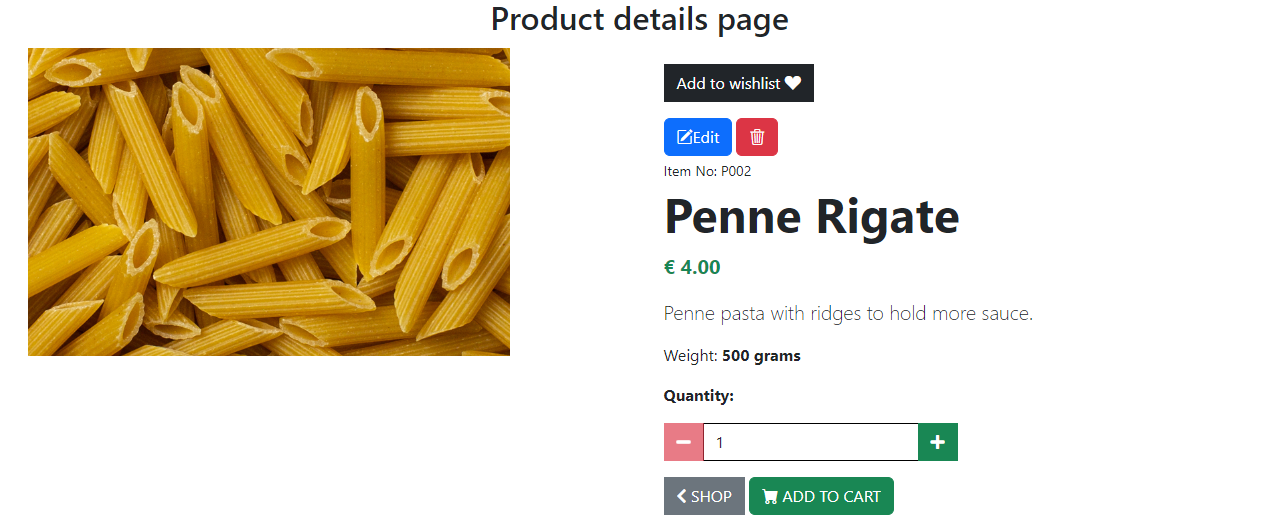 Product details page
Add to wishlist
Edit
Item No: P002
Penne Rigate
€ 4.00
Penne pasta with ridges to hold more sauce.
Weight: 500 grams
Quantity:
1
SHOP ADD TO CART